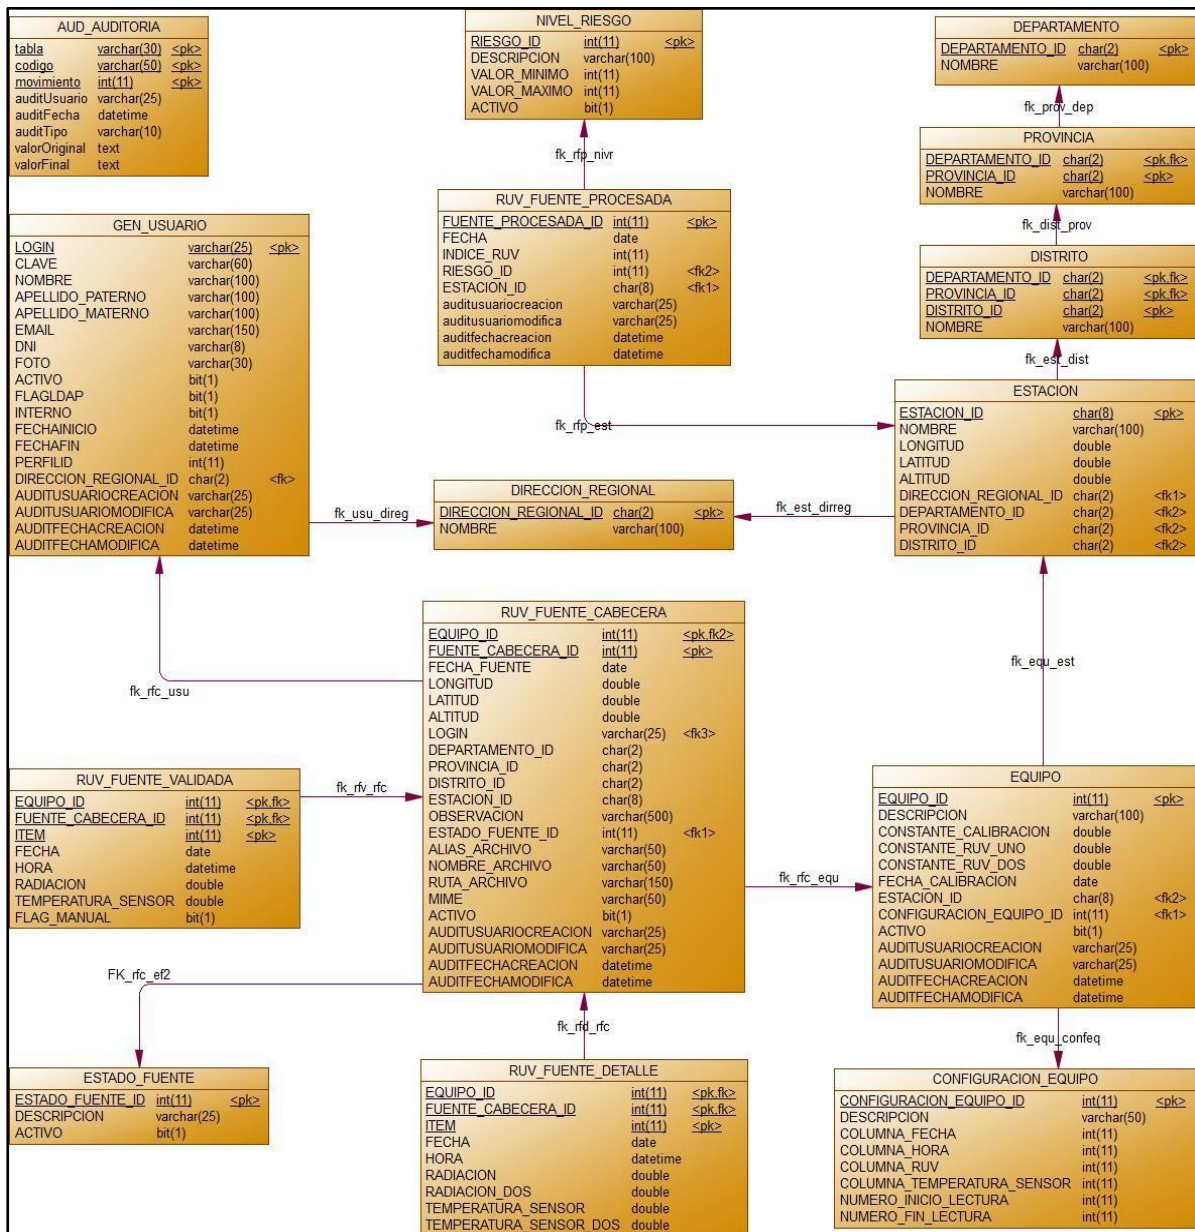 AUD_AUDITORIA
tabla varchar(30) <pk>
codigo varchar(50) <pk>
movimiento int(11) <pk>
auditUsuario varchar(25)
auditFecha datetime
auditTipo varchar(10)
valorOriginal text
valorFinal text
NIVEL_RIESGO
RIESGO_ID int(11) <pk>
DESCRIPCION varchar(100)
VALOR_MINIMO int(11)
VALOR_MAXIMO int(11)
ACTIVO bit(1)
DEPARTAMENTO
DEPARTAMENTO_ID char(2) <pk>
NOMBRE varchar(100)
fk_prov_dep
PROVINCIA
DEPARTAMENTO_ID char(2) <pk,fk>
PROVINCIA_ID char(2) <pk>
NOMBRE varchar(100)
fk_rfp_nivr
fk_dist_prov
GEN_USUARIO
LOGIN varchar(25) <pk>
CLAVE varchar(60)
NOMBRE varchar(100)
APELLIDO_PATERNO varchar(100)
APELLIDO_MATERNO varchar(100)
EMAIL varchar(150)
DNI varchar(8)
FOTO varchar(30)
ACTIVO bit(1)
FLAGLDAP bit(1)
INTERNO bit(1)
FECHAINICIO datetime
FECHAFIN datetime
PERFILID int(11)
DIRECCION_REGIONAL_ID char(2) <fk>
AUDITUSUARIOCREACION varchar(25)
AUDITUSUARIOMODIFICA varchar(25)
AUDITFECHACREACION datetime
AUDITFECHAMODIFICA datetime
RUV_FUENTE_PROCESADA
FUENTE_PROCESADA_ID int(11) <pk>
FECHA date
INDICE_RUV int(11)
RIESGO_ID int(11) <fk2>
ESTACION_ID char(8) <fk1>
auditusuariocreacion varchar(25)
auditusuariomodifica varchar(25)
auditfechacreacion datetime
auditfechamodifica datetime
DISTRITO
DEPARTAMENTO_ID char(2) <pk,fk>
PROVINCIA_ID char(2) <pk,fk>
DISTRITO_ID char(2) <pk>
NOMBRE varchar(100)
fk_est_dist
fk_rfp_est
ESTACION
ESTACION_ID char(8) <pk>
NOMBRE varchar(100)
LONGITUD double
LATITUD double
ALTITUD double
DIRECCION_REGIONAL_ID char(2) <fk1>
DEPARTAMENTO_ID char(2) <fk2>
PROVINCIA_ID char(2) <fk2>
DISTRITO_ID char(2) <fk2>
fk_usu_direg
DIRECCION_REGIONAL
DIRECCION_REGIONAL_ID char(2) <pk>
NOMBRE varchar(100)
fk_est_dirreg
fk_rfc_usu
RUV_FUENTE_CABECERA
EQUIPO_ID int(11) <pk,fk2>
FUENTE_CABECERA_ID int(11) <pk>
FECHA_FUENTE date
LONGITUD double
LATITUD double
ALTITUD double
LOGIN varchar(25) <fk3>
DEPARTAMENTO_ID char(2)
PROVINCIA_ID char(2)
DISTRITO_ID char(2)
ESTACION_ID char(8)
OBSERVACION varchar(500)
ESTADO_FUENTE_ID int(11) <fk1>
ALIAS_ARCHIVO varchar(50)
NOMBRE_ARCHIVO varchar(50)
RUTA_ARCHIVO varchar(150)
MIME varchar(50)
ACTIVO bit(1)
AUDITUSUARIOCREACION varchar(25)
AUDITUSUARIOMODIFICA varchar(25)
AUDITFECHACREACION datetime
AUDITFECHAMODIFICA datetime
fk_equ_est
RUV_FUENTE_VALIDADA
EQUIPO_ID int(11) <pk,fk>
FUENTE_CABECERA_ID int(11) <pk,fk>
ITEM int(11) <pk>
FECHA date
HORA datetime
RADIACION double
TEMPERATURA_SENSOR double
FLAG_MANUAL bit(1)
fk_rfv_rfc
fk_rfc_equ
EQUIPO
EQUIPO_ID int(11) <pk>
DESCRIPCION varchar(100)
CONSTANTE_CALIBRACION double
CONSTANTE_RUV_UNO double
CONSTANTE_RUV_DOS double
FECHA_CALIBRACION date
ESTACION_ID char(8) <fk2>
CONFIGURACION_EQUIPO_ID int(11) <fk1>
ACTIVO bit(1)
AUDITUSUARIOCREACION varchar(25)
AUDITUSUARIOMODIFICA varchar(25)
AUDITFECHACREACION datetime
AUDITFECHAMODIFICA datetime
FK_rfc_ef2
fk_rfd_rfc
fk_equ_confeq
ESTADO_FUENTE
ESTADO_FUENTE_ID int(11) <pk>
DESCRIPCION varchar(25)
ACTIVO bit(1)
RUV_FUENTE_DETALLE
EQUIPO_ID int(11) <pk,fk>
FUENTE_CABECERA_ID int(11) <pk,fk>
ITEM int(11) <pk>
FECHA date
HORA datetime
RADIACION double
RADIACION_DOS double
TEMPERATURA_SENSOR double
TEMPERATURA_SENSOR_DOS double
CONFIGURACION_EQUIPO
CONFIGURACION_EQUIPO_ID int(11) <pk>
DESCRIPCION varchar(50)
COLUMNA_FECHA int(11)
COLUMNA_HORA int(11)
COLUMNA_RUV int(11)
COLUMNA_TEMPERATURA_SENSOR int(11)
NUMERO_INICIO_LECTURA int(11)
NUMERO_FIN_LECTURA int(11)